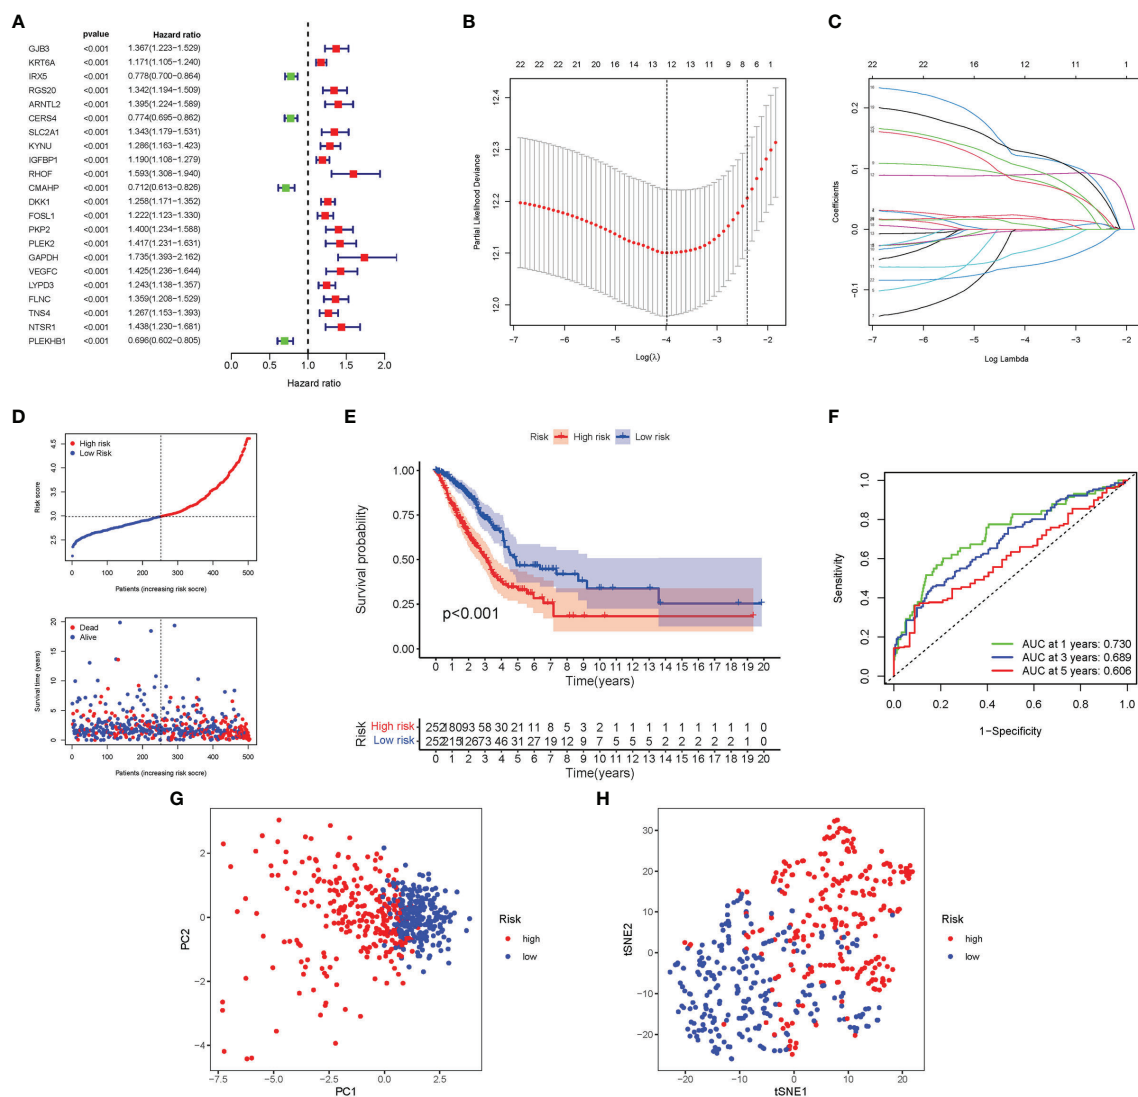 A
pvalue Hazard ratio
GJB3 <0.001 1.367(1.223−1.529)
KRT6A <0.001 1.171(1.105−1.240)
IRX5 <0.001 0.778(0.700−0.864)
RGS20 <0.001 1.342(1.194−1.509)
ARNTL2 <0.001 1.395(1.224−1.589)
CERS4 <0.001 0.774(0.695−0.862)
SLC2A1 <0.001 1.343(1.179−1.531)
KYNU <0.001 1.286(1.163−1.423)
IGFBP1 <0.001 1.190(1.108−1.279)
RHOF <0.001 1.593(1.308−1.940)
CMAHP <0.001 0.712(0.613−0.826)
DKK1 <0.001 1.258(1.171−1.352)
FOSL1 <0.001 1.222(1.123−1.330)
PKP2 <0.001 1.400(1.234−1.588)
PLEK2 <0.001 1.417(1.231−1.631)
GAPDH <0.001 1.735(1.393−2.162)
VEGFC <0.001 1.425(1.236−1.644)
LYPD3 <0.001 1.243(1.138−1.357)
FLNC <0.001 1.359(1.208−1.529)
TNS4 <0.001 1.267(1.153−1.393)
NTSR1 <0.001 1.438(1.230−1.681)
PLEKHB1 <0.001 0.696(0.602−0.805)
0.0 0.5 1.0 1.5 2.0
Hazard ratio
B
22 22 22 21 20 16 14 13 12 13 11 9 8 6 1
Partial Likelihood Deviance
12.4
12.3
12.2
12.1
12.0
−7 −6 −5 −4 −3 −2
Log(λ)
C
22 22 16 12 11 1
Coefficients
0.2
0.1
0.0
−0.1
−7 −6 −5 −4 −3 −2
Log Lambda
D
High risk
Low Risk
Risk score
4.5
4.0
3.5
3.0
2.5
0 100 200 300 400 500
Patients (increasing risk socre)
Dead
Alive
Survival time (years)
20
15
10
5
0
0 100 200 300 400 500
Patients (increasing risk socre)
E
Risk High risk Low risk
Survival probability
1.00
0.75
0.50
0.25
0.00
p<0.001
0 1 2 3 4 5 6 7 8 9 10 11 12 13 14 15 16 17 18 19 20
Time(years)
Risk
High risk 252 180 93 58 30 21 11 8 5 3 2 1 1 1 1 1 1 1 1 1 0
Low risk 252 215 126 73 46 31 27 19 12 9 7 5 5 5 2 2 2 2 2 1 0
0 1 2 3 4 5 6 7 8 9 10 11 12 13 14 15 16 17 18 19 20
Time(years)
F
Sensitivity
1.0
0.8
0.6
0.4
0.2
0.0
AUC at 1 years: 0.730
AUC at 3 years: 0.689
AUC at 5 years: 0.606
0.0 0.2 0.4 0.6 0.8 1.0
1−Specificity
G
PC2
2
0
−2
−4
−7.5 −5.0 −2.5 0.0 2.5
PC1
Risk
high
low
H
tSNE2
30
20
10
0
−10
−20
−20 −10 0 10 20
tSNE1
Risk
high
low